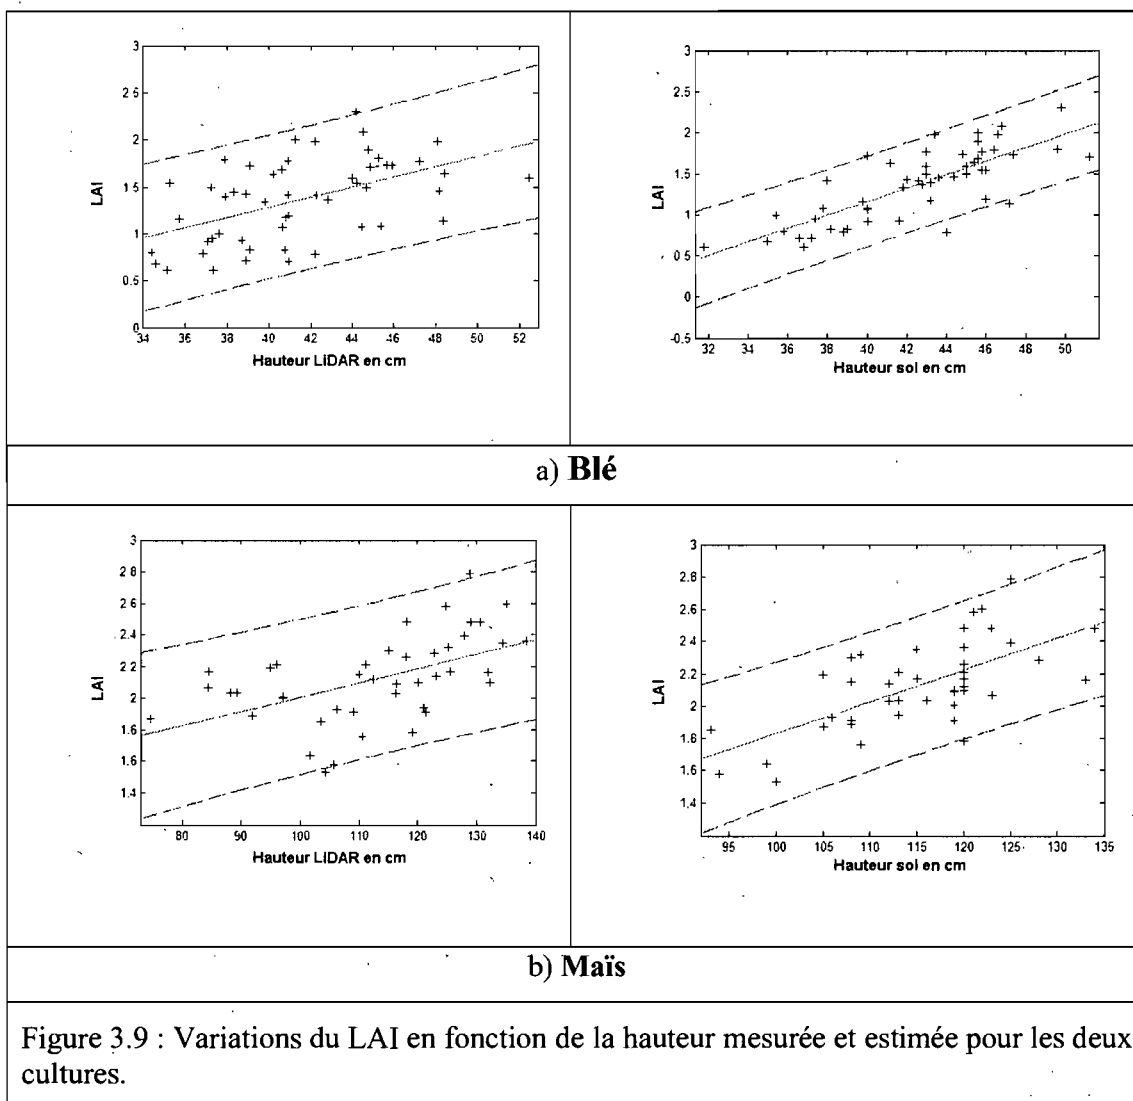 3
2 5
2
1.5
1
0.5
0
LAI
34 36 38 40 42 44 46 48 50 52
Hauteur LIDAR en cm
3
2.5
2
1.5
1
0.5
0
-0.5
LAI
32 34 36 38 40 42 44 46 48 50
Hauteur sol en cm
a) Blé
3
2 8
2.6
2.4
2.2
2
1.8
1.6
1.4
LAI
80 90 100 110 120 130 140
Hauteur LIDAR en cm
3
2.8
2.6
2.4
2.2
2
1.8
1.6
1.4
LAI
95 100 105 110 115 120 125 130 135
Hauteur sol en cm
b) Maïs
Figure 3.9 : Variations du LAI en fonction de la hauteur mesurée et estimée pour les deux
cultures.